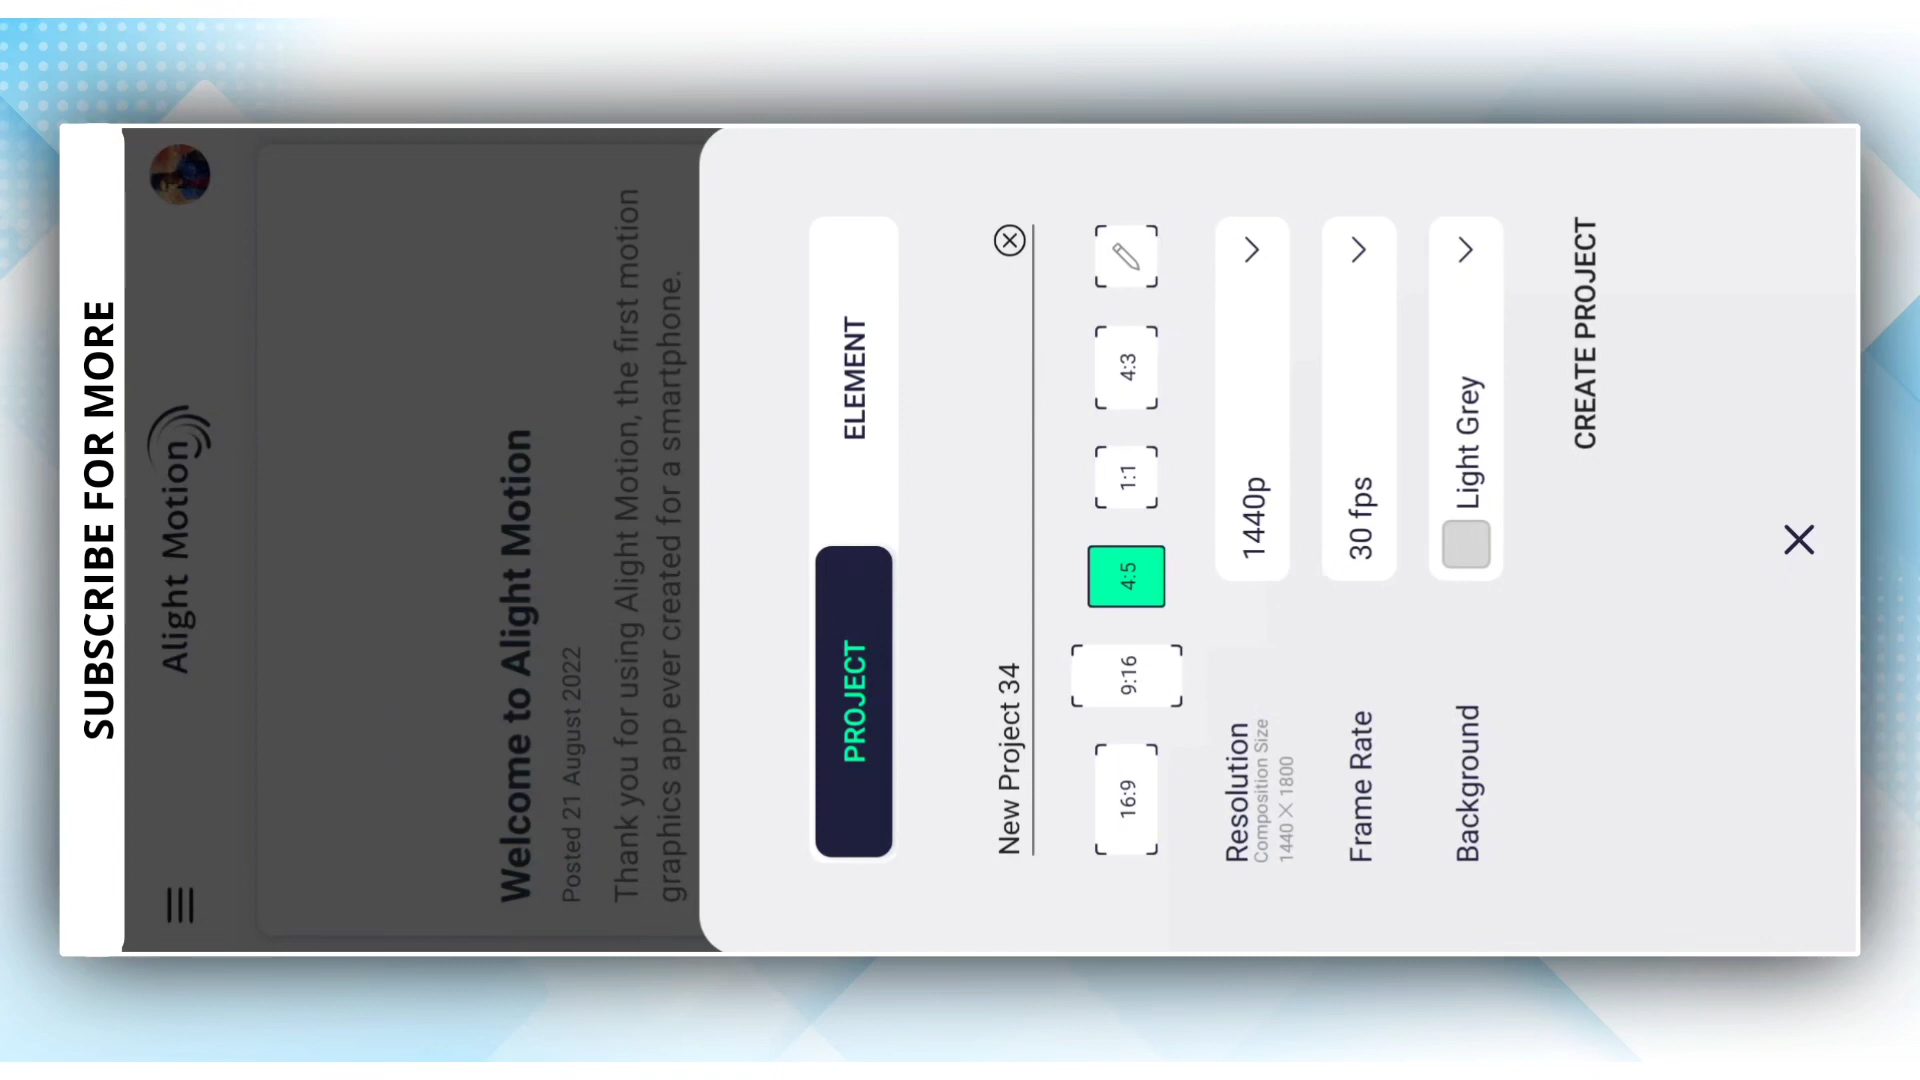 SUBSCRIBE FOR MORE
Alight Motion
Welcome to Alight Motion
Posted 21 August 2022
Thank you for using Alight Motion, the first motion
graphics app ever created for a smartphone.
PROJECT
ELEMENT
New Project 34
16:9
9:16
4:5
1:1
4:3
Resolution
Composition Size
1440 X 1800
1440p
Frame Rate
30 fps
Background
Light Grey
CREATE PROJECT